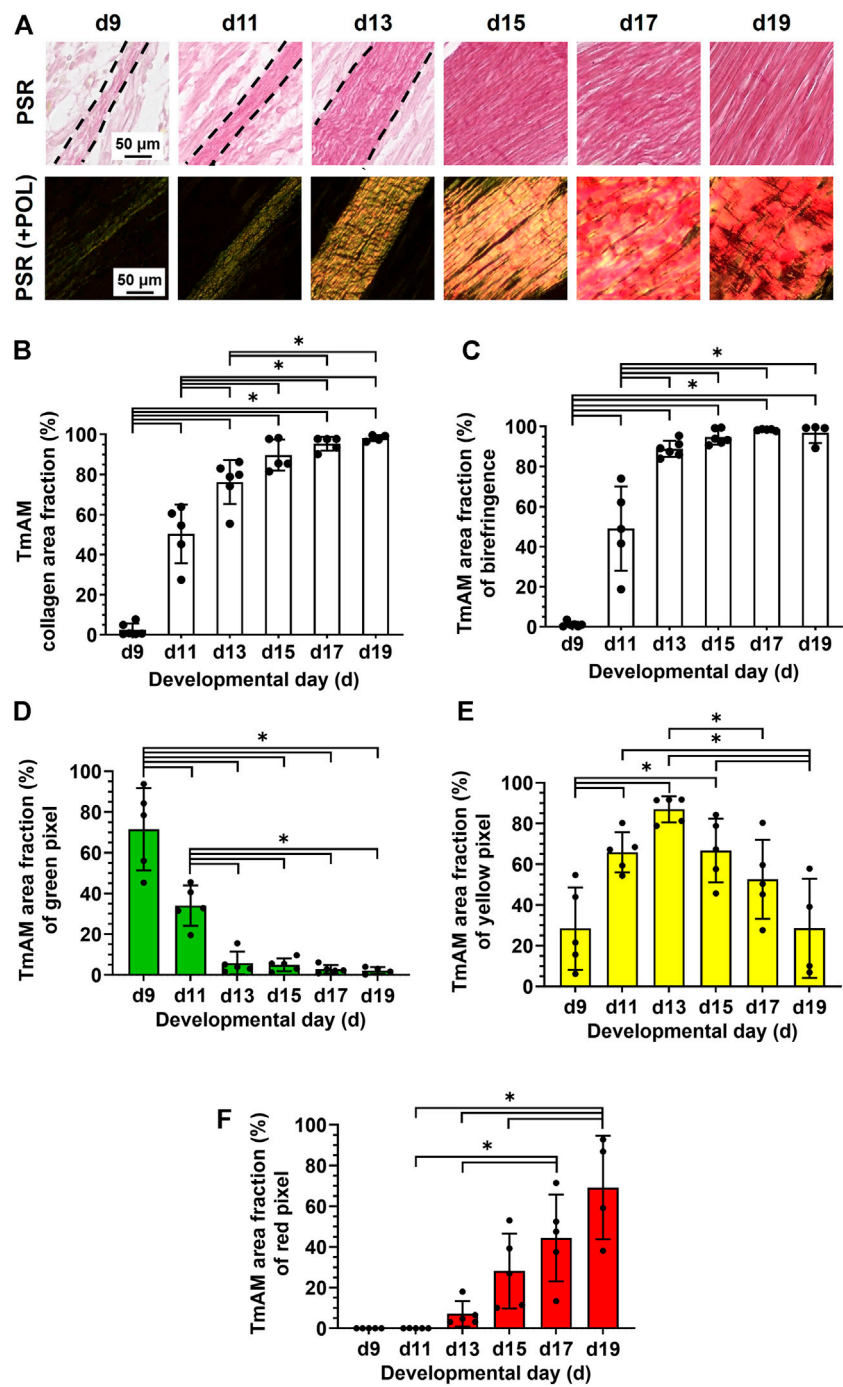 A
d9 d11 d13 d15 d17 d19
PSR
50 µm
PSR (+POL)
50 µm
B
*
*
*
TmAM
collagen area fraction (%)
100
80
60
40
20
0
d9 d11 d13 d15 d17 d19
Developmental day (d)
C
*
*
TmAM area fraction (%)
of birefringence
100
80
60
40
20
0
d9 d11 d13 d15 d17 d19
Developmental day (d)
D
*
*
TmAM area fraction (%)
of green pixel
100
80
60
40
20
0
d9 d11 d13 d15 d17 d19
Developmental day (d)
E
*
*
*
TmAM area fraction (%)
of yellow pixel
100
80
60
40
20
0
d9 d11 d13 d15 d17 d19
Developmental day (d)
F
*
*
TmAM area fraction (%)
of red pixel
100
80
60
40
20
0
d9 d11 d13 d15 d17 d19
Developmental day (d)